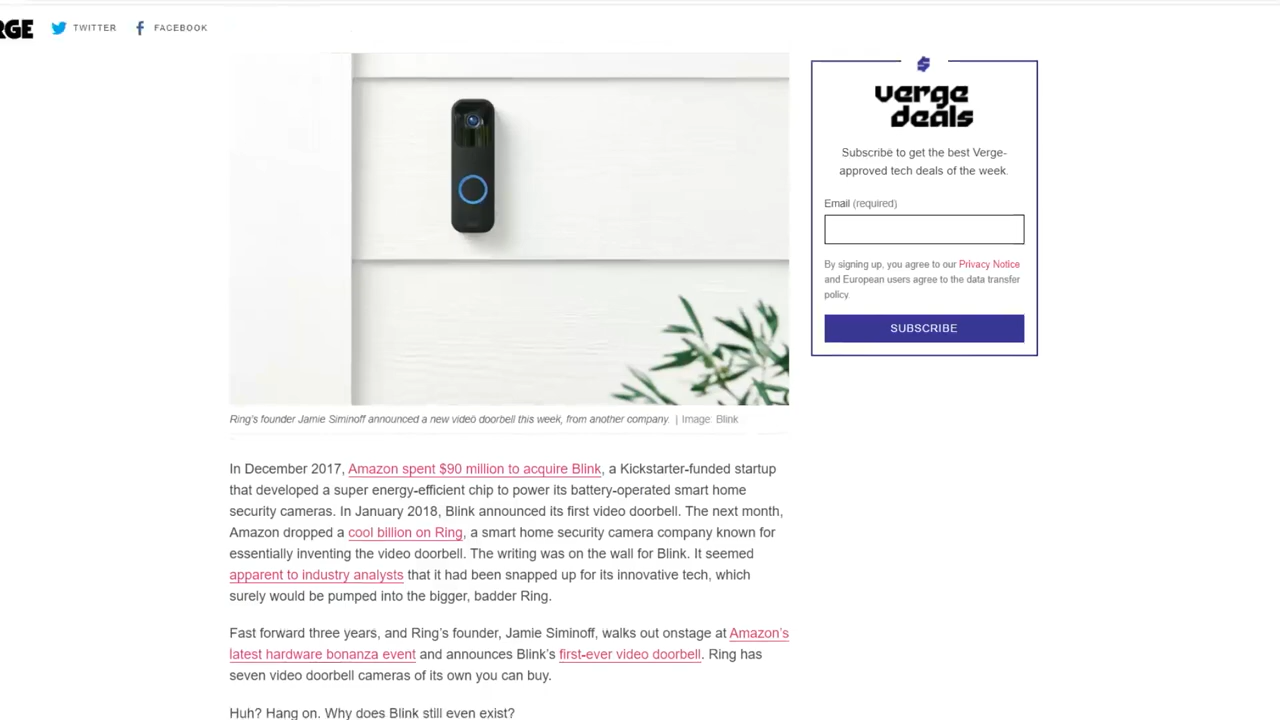 RGE
TWITTER
FACEBOOK
verge
deals
Subscribe to get the best Verge-
approved tech deals of the week.
Email (required)
By signing up, you agree to our Privacy Notice
and European users agree to the data transfer
policy.
SUBSCRIBE
Ring's founder Jamie Siminoff announced a new video doorbell this week, from another company. | Image: Blink
In December 2017, Amazon spent $90 million to acquire Blink, a Kickstarter-funded startup
that developed a super energy-efficient chip to power its battery-operated smart home
security cameras. In January 2018, Blink announced its first video doorbell. The next month,
Amazon dropped a cool billion on Ring, a smart home security camera company known for
essentially inventing the video doorbell. The writing was on the wall for Blink. It seemed
apparent to industry analysts that it had been snapped up for its innovative tech, which
surely would be pumped into the bigger, badder Ring.
Fast forward three years, and Ring's founder, Jamie Siminoff, walks out onstage at Amazon's
latest hardware bonanza event and announces Blink's first-ever video doorbell. Ring has
seven video doorbell cameras of its own you can buy.
Huh? Hang on. Why does Blink still even exist?